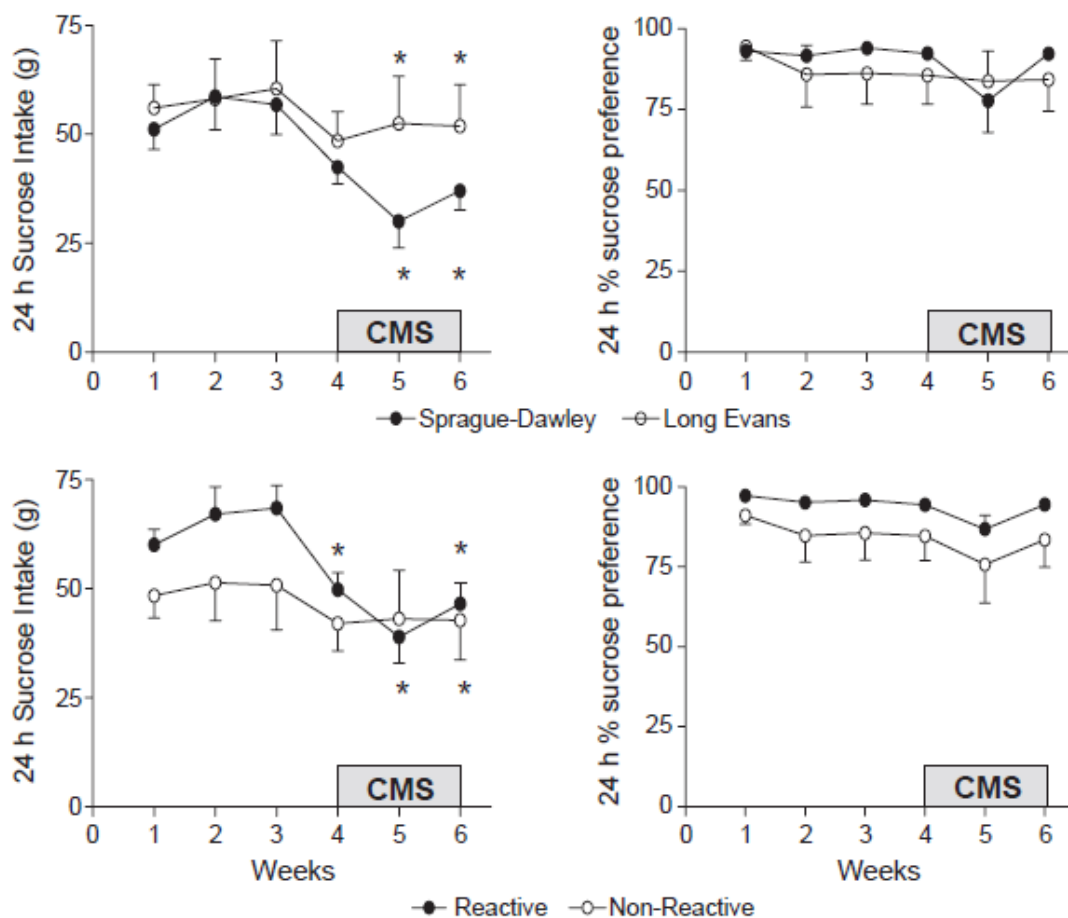 24 h Sucrose Intake (g)
75
50
25
0
* *
* *
CMS
0 1 2 3 4 5 6
24 h % sucrose preference
100
75
50
25
0
CMS
0 1 2 3 4 5 6
Sprague-Dawley Long Evans
24 h Sucrose Intake (g)
75
50
25
0
* *
* *
CMS
0 1 2 3 4 5 6
Weeks
24 h % sucrose preference
100
75
50
25
0
CMS
0 1 2 3 4 5 6
Weeks
Reactive Non-Reactive